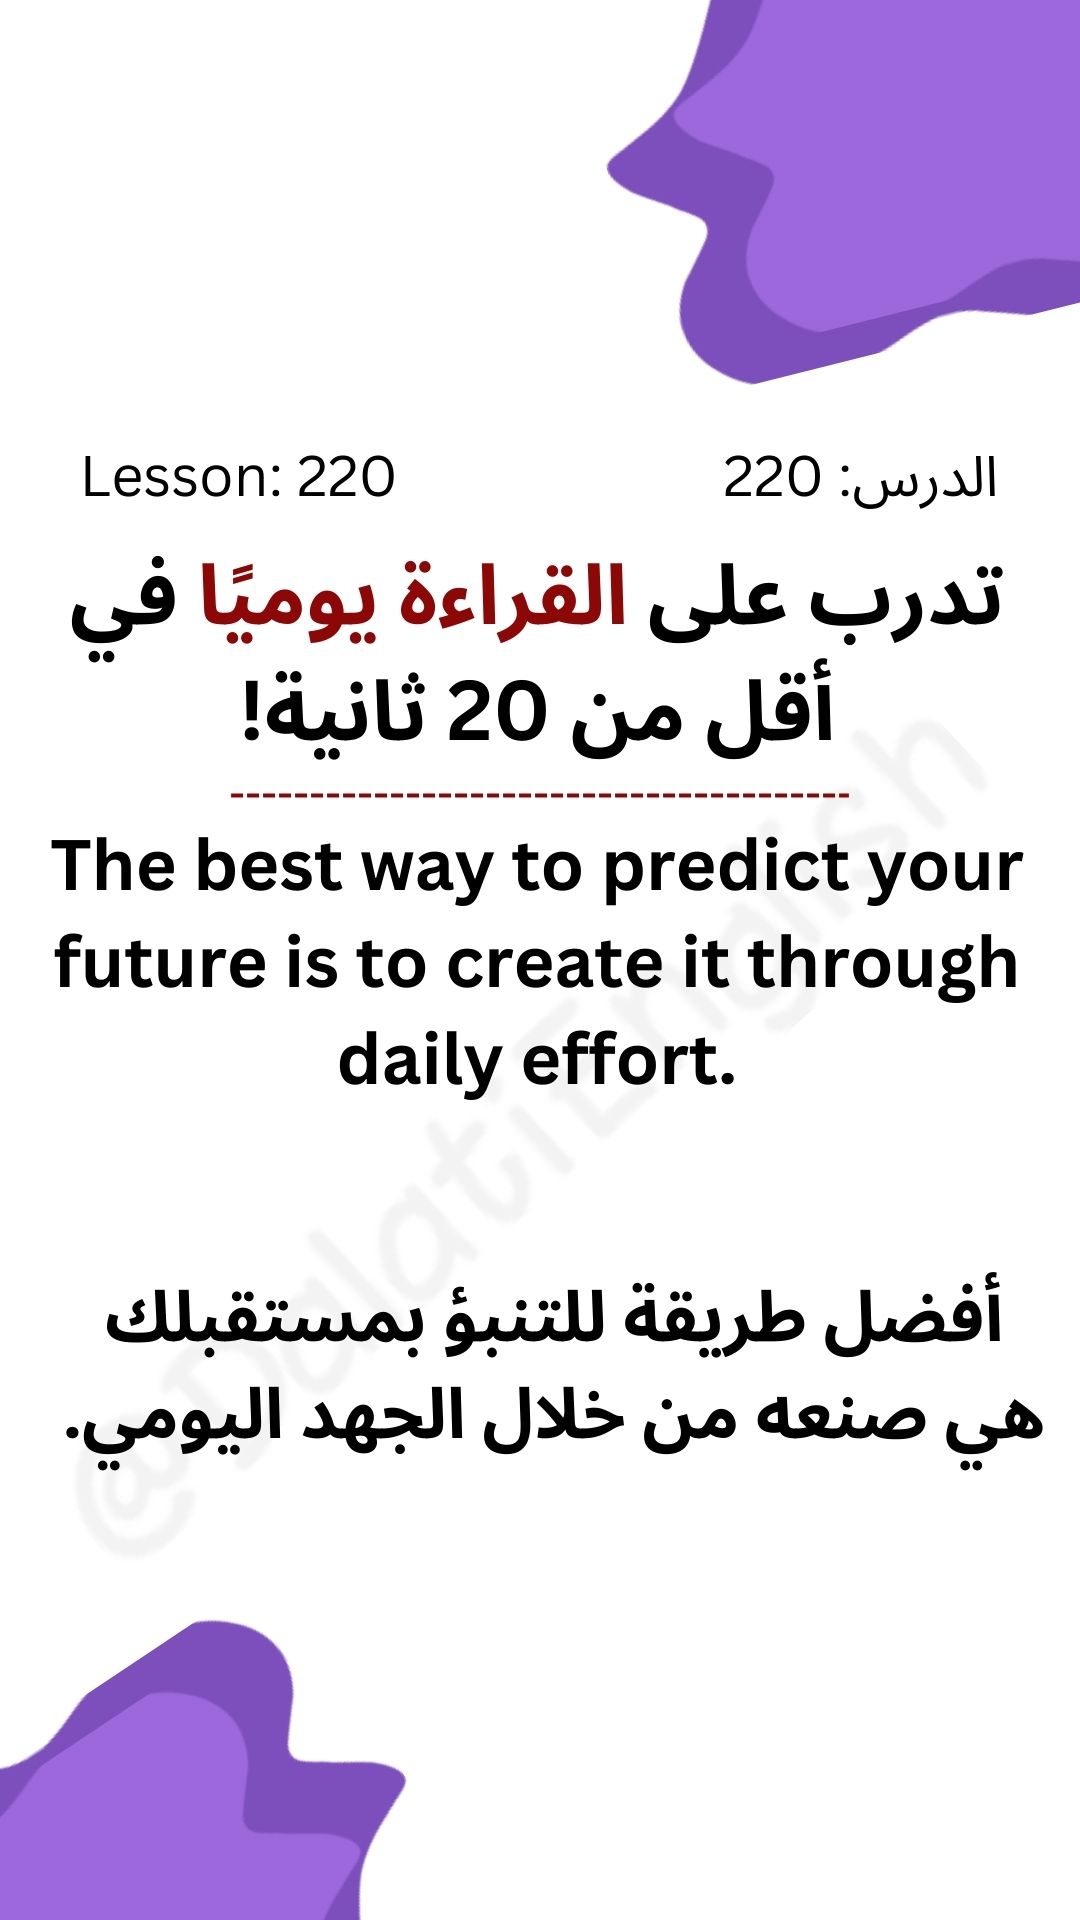 Lesson: 220
الدرس: 220
تدرب على القراءة يوميًا في
أقل من 20 ثانية!
---------------------------------------
The best way to predict your
future is to create it through
daily effort.
أفضل طريقة للتنبؤ بمستقبلك
هي صنعه من خلال الجهد اليومي.
@DalatiEnglish